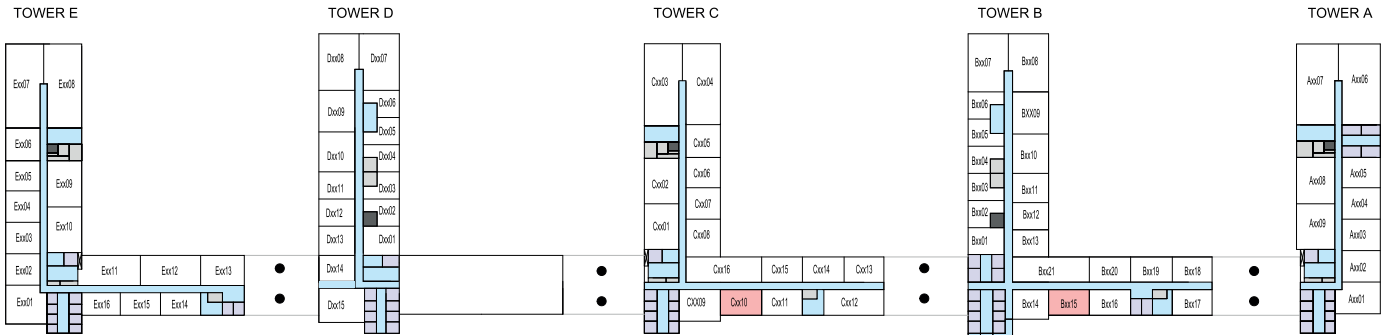 TOWER E
TOWER D
TOWER C
TOWER B
TOWER A
Exx07
Exx08
Exx06
Exx05
Exx09
Exx04
Exx03
Exx10
Exx02
Exx11
Exx12
Exx13
Exx01
Exx16
Exx15
Exx14
Dxx08
Dxx07
Dxx09
Dxx06
Dxx05
Dxx10
Dxx04
Dxx11
Dxx03
Dxx12
Dxx02
Dxx13
Dxx01
Dxx14
Dxx15
Cxx03
Cxx04
Cxx05
Cxx02
Cxx06
Cxx07
Cxx01
Cxx08
Cxx16
Cxx15
Cxx14
Cxx13
CXX09
Cxx10
Cxx11
Cxx12
Bxx07
Bxx08
Bxx06
BXX09
Bxx05
Bxx04
Bxx10
Bxx03
Bxx11
Bxx02
Bxx12
Bxx01
Bxx13
Bxx21
Bxx20
Bxx19
Bxx18
Bxx14
Bxx15
Bxx16
Bxx17
Axx07
Axx06
Axx08
Axx05
Axx04
Axx09
Axx03
Axx02
Axx01